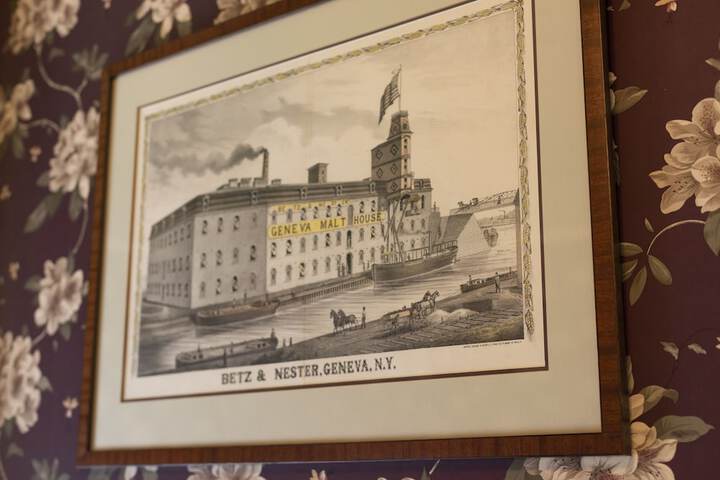 GENEVA MALT HOUSE
BETZ & NESTER, GENEVA, N.Y.